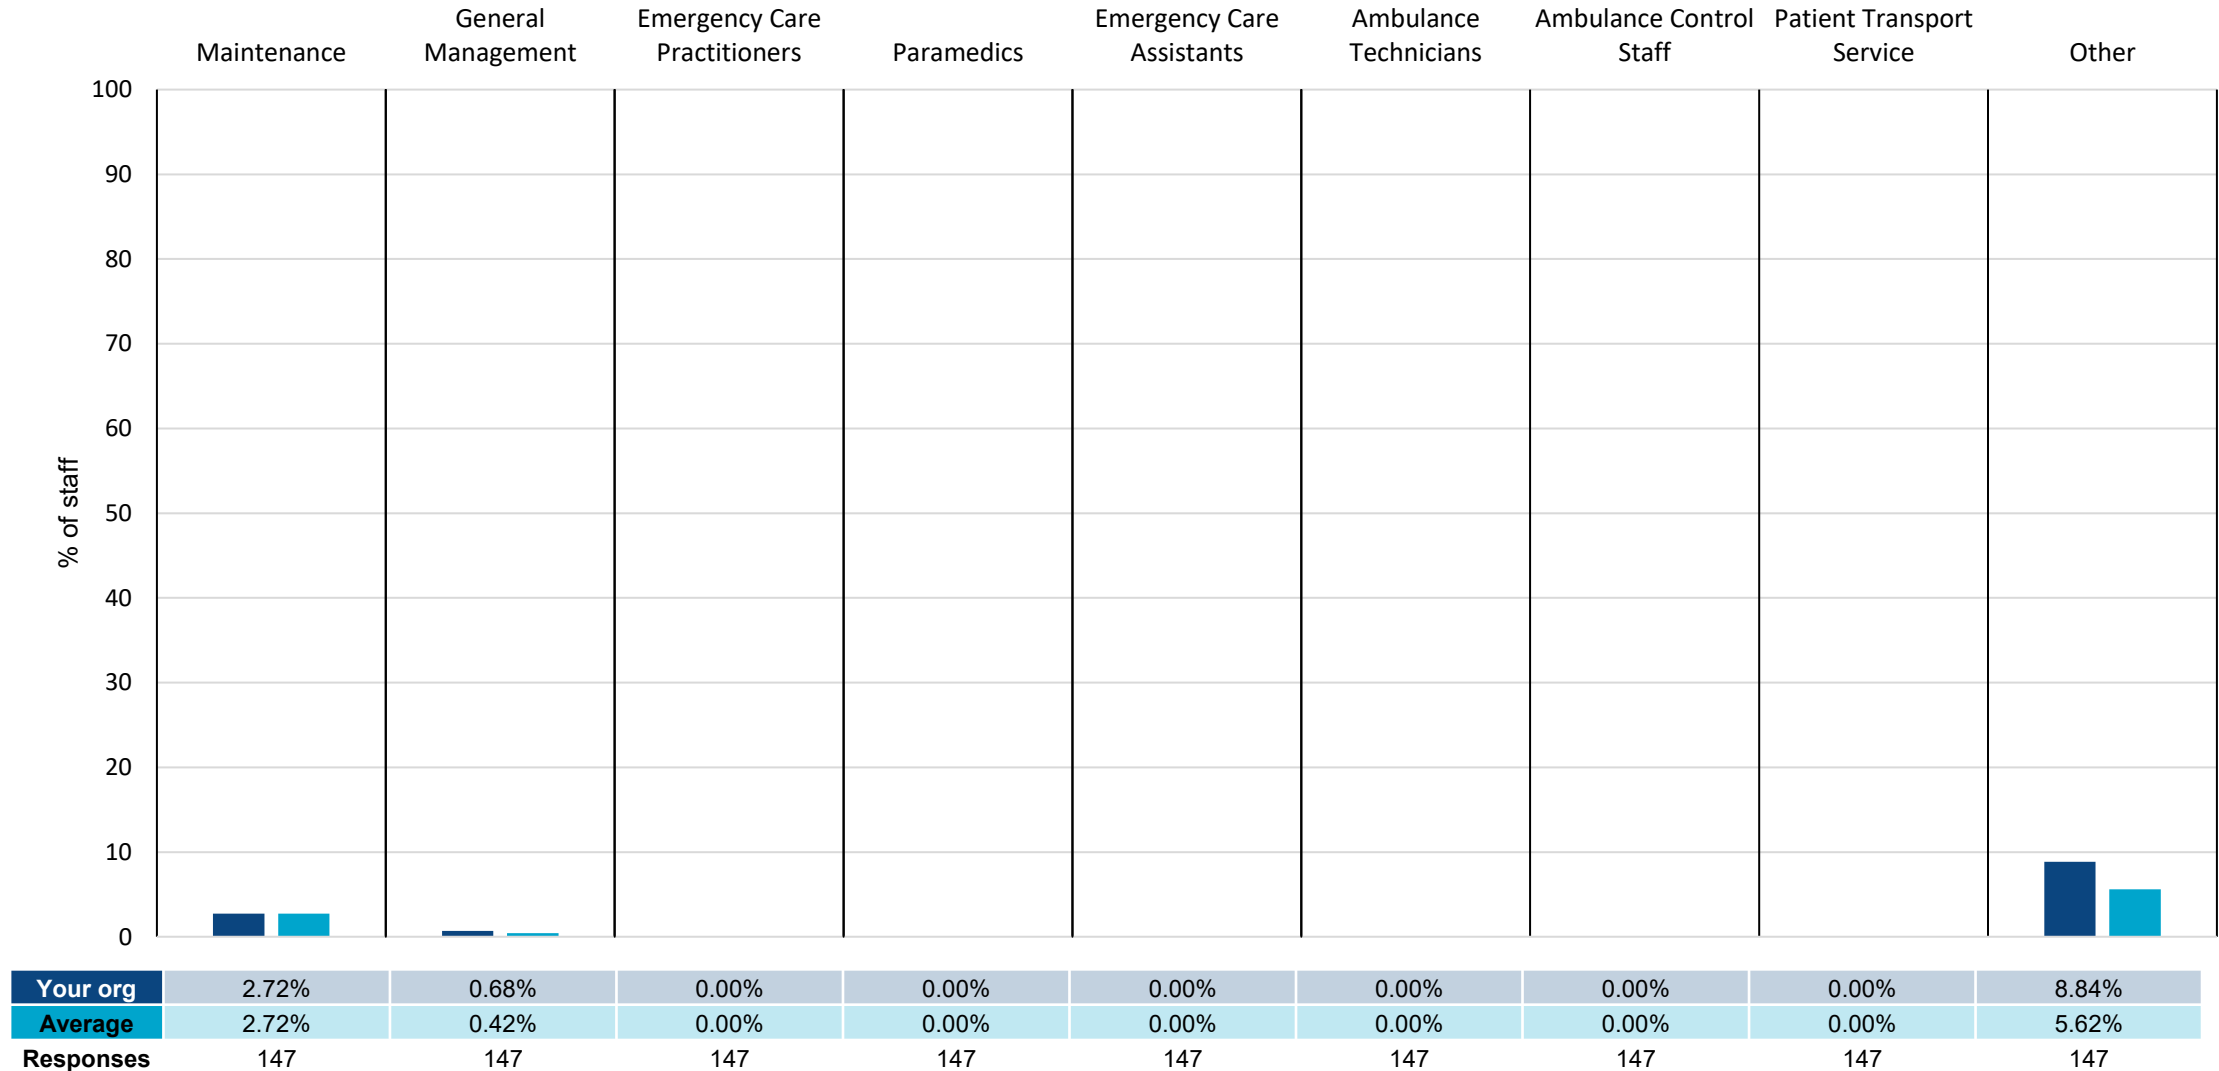 Maintenance
General
Management
Emergency Care
Practitioners
Paramedics
Emergency Care
Assistants
Ambulance
Technicians
Ambulance Control
Staff
Patient Transport
Service
Other
% of staff
100
90
80
70
60
50
40
30
20
10
0
Your org 2.72% 0.68% 0.00% 0.00% 0.00% 0.00% 0.00% 0.00% 8.84%
Average 2.72% 0.42% 0.00% 0.00% 0.00% 0.00% 0.00% 0.00% 5.62%
Responses 147 147 147 147 147 147 147 147 147